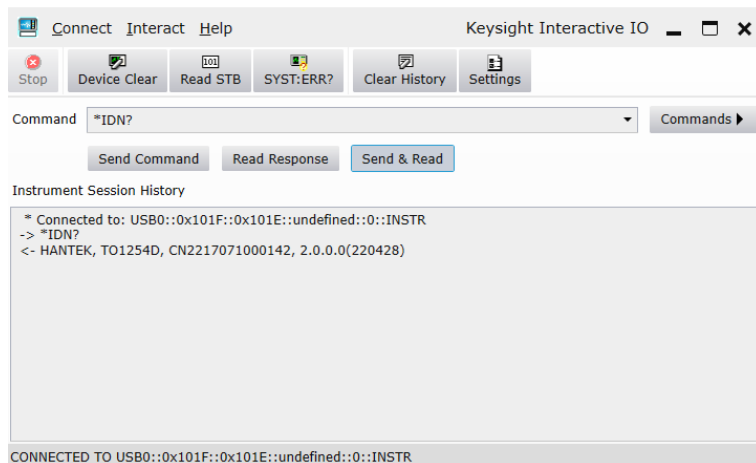 Connect Interact Help Keysight Interactive IO
Stop Device Clear Read STB SYST:ERR? Clear History Settings
Command *IDN? Commands
Send Command Read Response Send & Read
Instrument Session History
* Connected to: USB0::0x101F::0x101E::undefined::0::INSTR
-> *IDN?
<- HANTEK, TO1254D, CN2217071000142, 2.0.0.0(220428)
CONNECTED TO USB0::0x101F::0x101E::undefined::0::INSTR